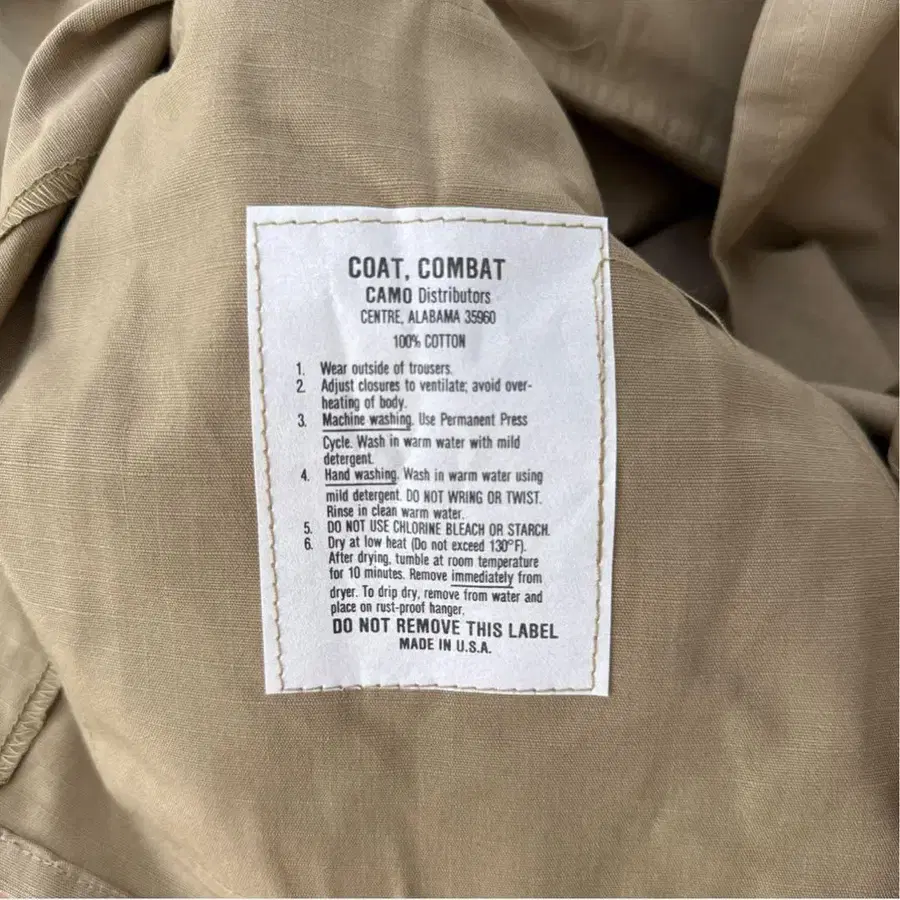 COAT, COMBAT
CAMO Distributors
CENTRE, ALABAMA 35960
100% COTTON
1. Wear outside of trousers.
2. Adjust closures to ventilate; avoid over-
heating of body.
3. Machine washing. Use Permanent Press
Cycle. Wash in warm water with mild
detergent.
4. Hand washing. Wash in warm water using
mild detergent. DO NOT WRING OR TWIST.
Rinse in clean warm water.
5. DO NOT USE CHLORINE BLEACH OR STARCH.
6. Dry at low heat (Do not exceed 130°F).
After drying, tumble at room temperature
for 10 minutes. Remove immediately from
dryer. To drip dry, remove from water and
place on rust-proof hanger.
DO NOT REMOVE THIS LABEL
MADE IN U.S.A.